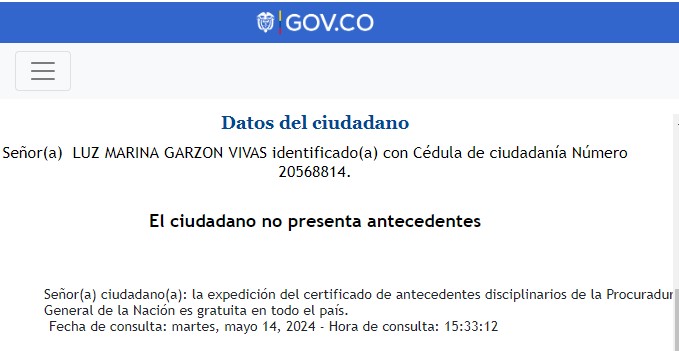 GOV.CO
Datos del ciudadano
Señor(a) LUZ MARINA GARZON VIVAS identificado(a) con Cédula de ciudadanía Número
20568814.
El ciudadano no presenta antecedentes
Señor(a) ciudadano(a): la expedición del certificado de antecedentes disciplinarios de la Procuradur
General de la Nación es gratuita en todo el país.
Fecha de consulta: martes, mayo 14, 2024 - Hora de consulta: 15:33:12